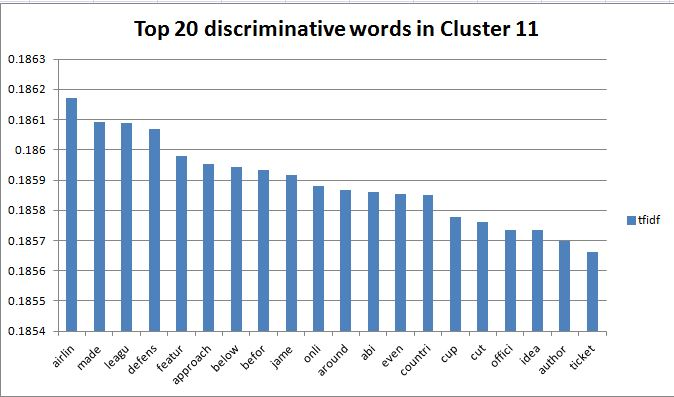 Top 20 discriminative words in Cluster 11
0.1863
0.1862
0.1861
0.186
0.1859
0.1858
0.1857
0.1856
0.1855
0.1854
tfidf
airlin
made
leagu
defens
featur
approach
below
befor
jame
onli
around
abi
even
countri
cup
cut
offici
idea
author
ticket